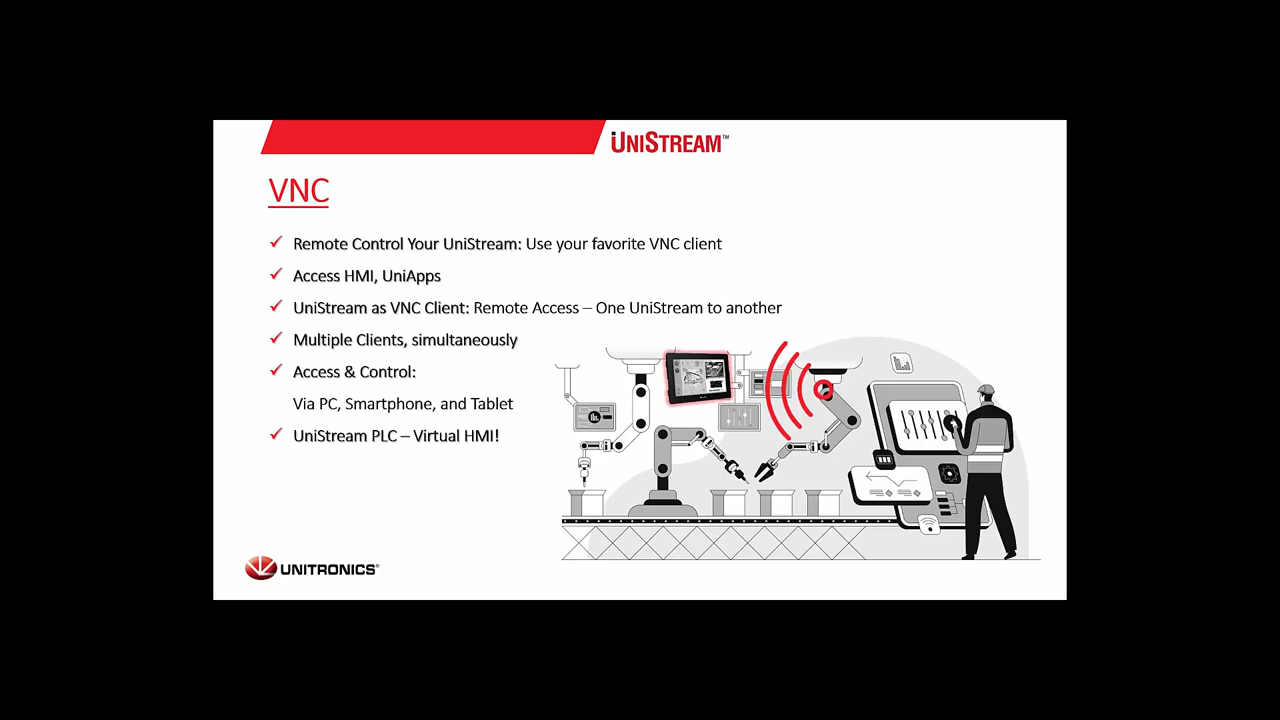 UNISTREAM™
VNC
Remote Control Your UniStream: Use your favorite VNC client
Access HMI, UniApps
UniStream as VNC Client: Remote Access – One UniStream to another
Multiple Clients, simultaneously
Access & Control:
Via PC, Smartphone, and Tablet
UniStream PLC – Virtual HMI!
UNITRONICS®